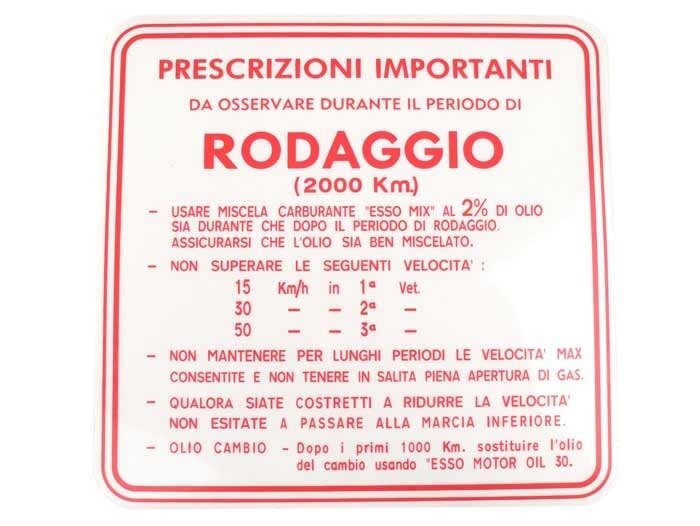 PRESCRIZIONI IMPORTANTI
DA OSSERVARE DURANTE IL PERIODO DI
RODAGGIO
(2000 Km.)
- USARE MISCELA CARBURANTE "ESSO MIX" AL 2% DI OLIO
SIA DURANTE CHE DOPO IL PERIODO DI RODAGGIO.
ASSICURARSI CHE L'OLIO SIA BEN MISCELATO.
- NON SUPERARE LE SEGUENTI VELOCITA' :
15 Km/h in 1ª Vet.
30 - - 2ª -
50 - - 3ª -
- NON MANTENERE PER LUNGHI PERIODI LE VELOCITA' MAX
CONSENTITE E NON TENERE IN SALITA PIENA APERTURA DI GAS.
- QUALORA SIATE COSTRETTI A RIDURRE LA VELOCITA'
NON ESITATE A PASSARE ALLA MARCIA INFERIORE.
- OLIO CAMBIO - Dopo i primi 1000 Km. sostituire l'olio
del cambio usando "ESSO MOTOR OIL 30.